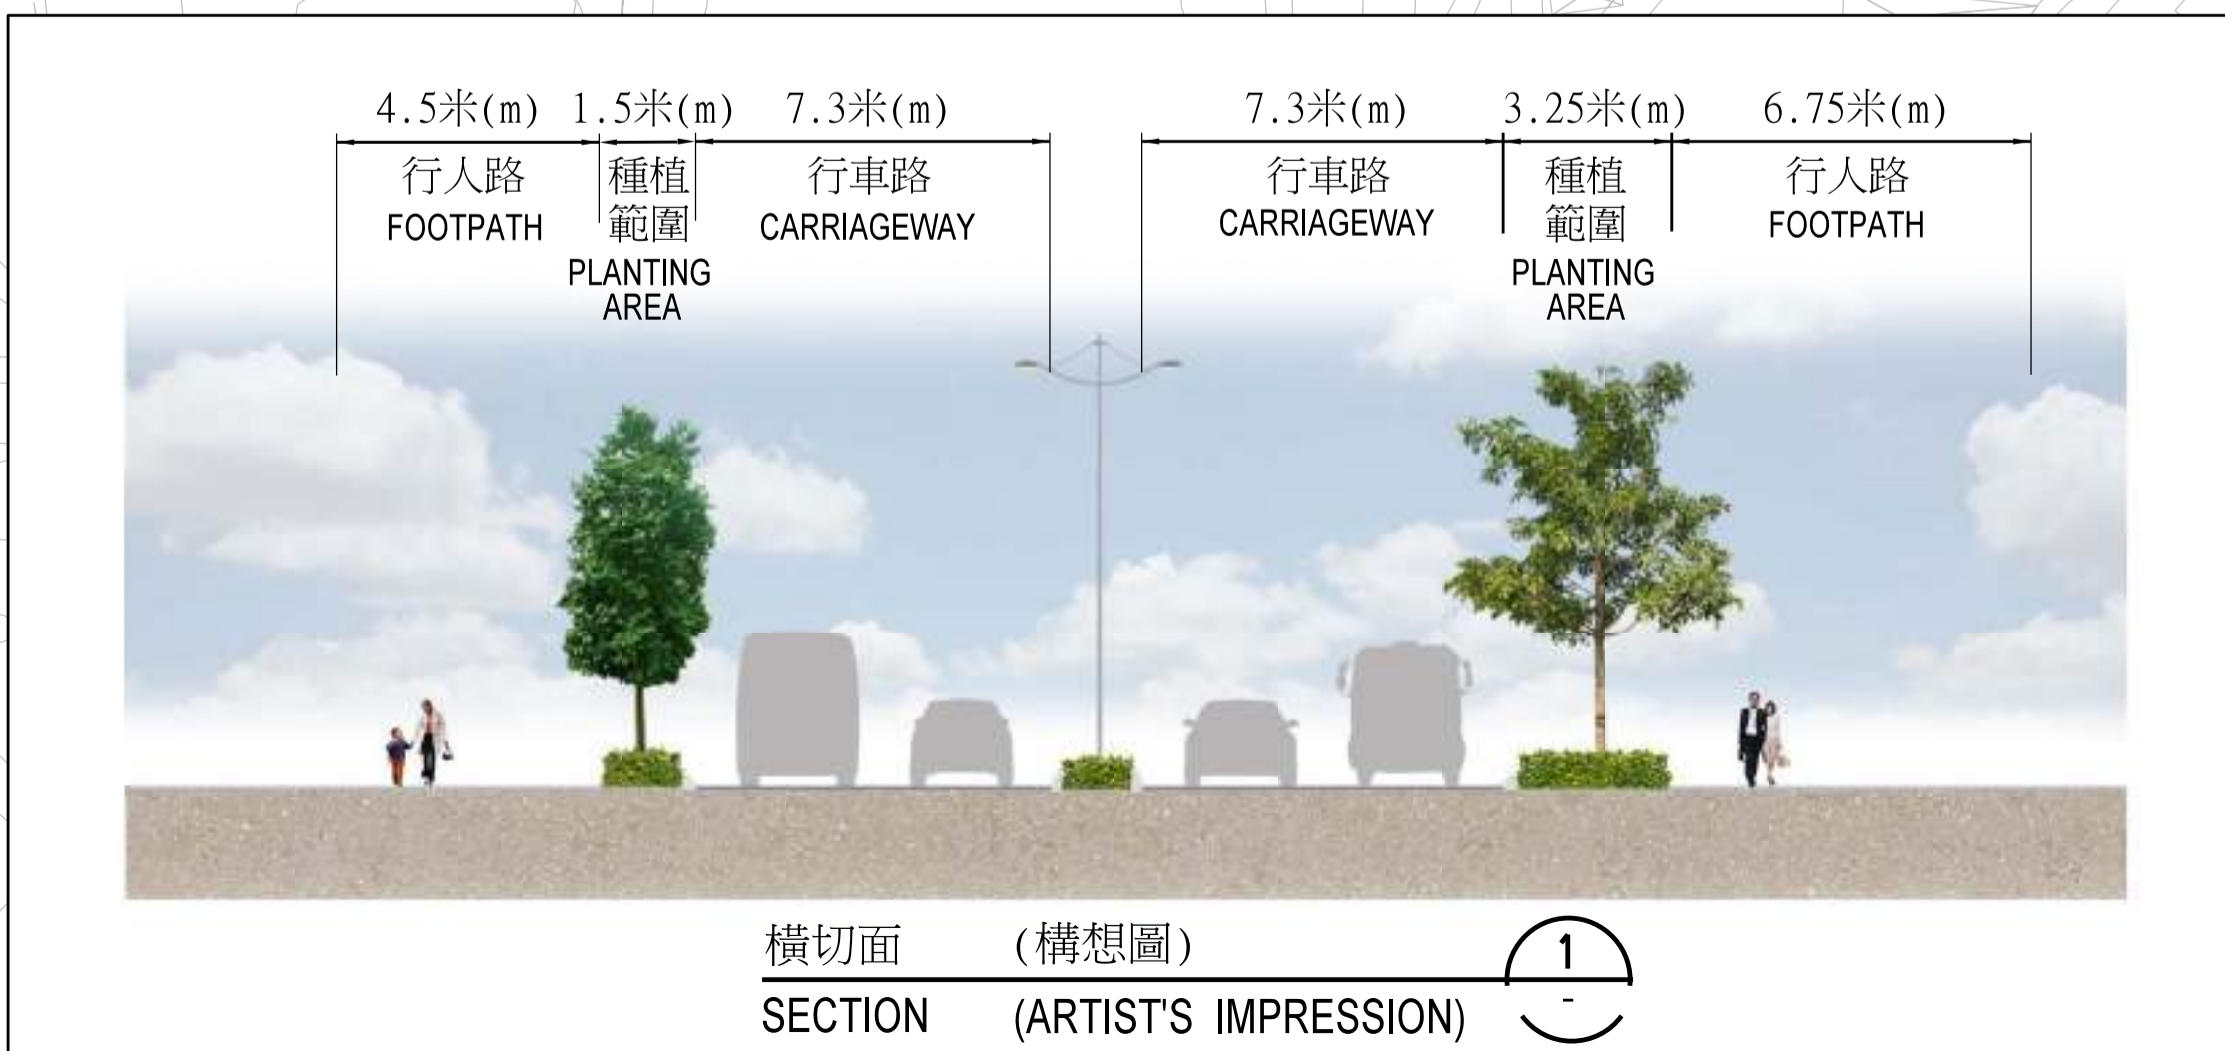 4.5米(m) 1.5米(m) 7.3米(m) 7.3米(m) 3.25米(m) 6.75米(m)
行人路 種植 行車路 行車路 種植 行人路
FOOTPATH 範圍 CARRIAGEWAY CARRIAGEWAY 範圍 FOOTPATH
PLANTING PLANTING
AREA AREA
橫切面 (構想圖) 1
SECTION (ARTIST'S IMPRESSION) -